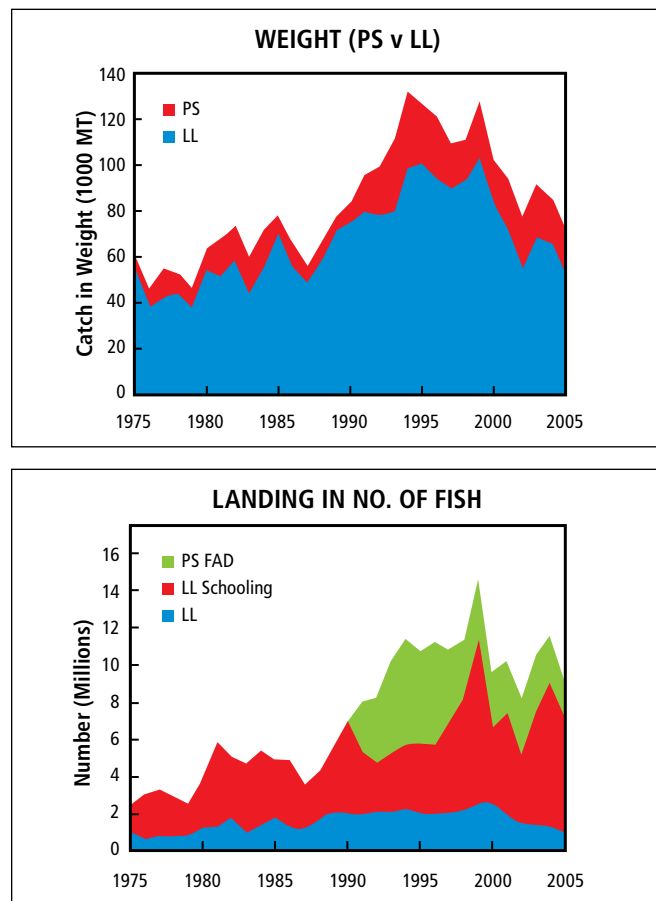 WEIGHT (PS v LL)
140
120
100
80
60
40
20
0
PS
LL
Catch in Weight (1000 MT)
1975 1980 1985 1990 1995 2000 2005
LANDING IN NO. OF FISH
16
14
12
10
8
6
4
2
0
PS FAD
LL Schooling
LL
Number (Millions)
1975 1980 1985 1990 1995 2000 2005